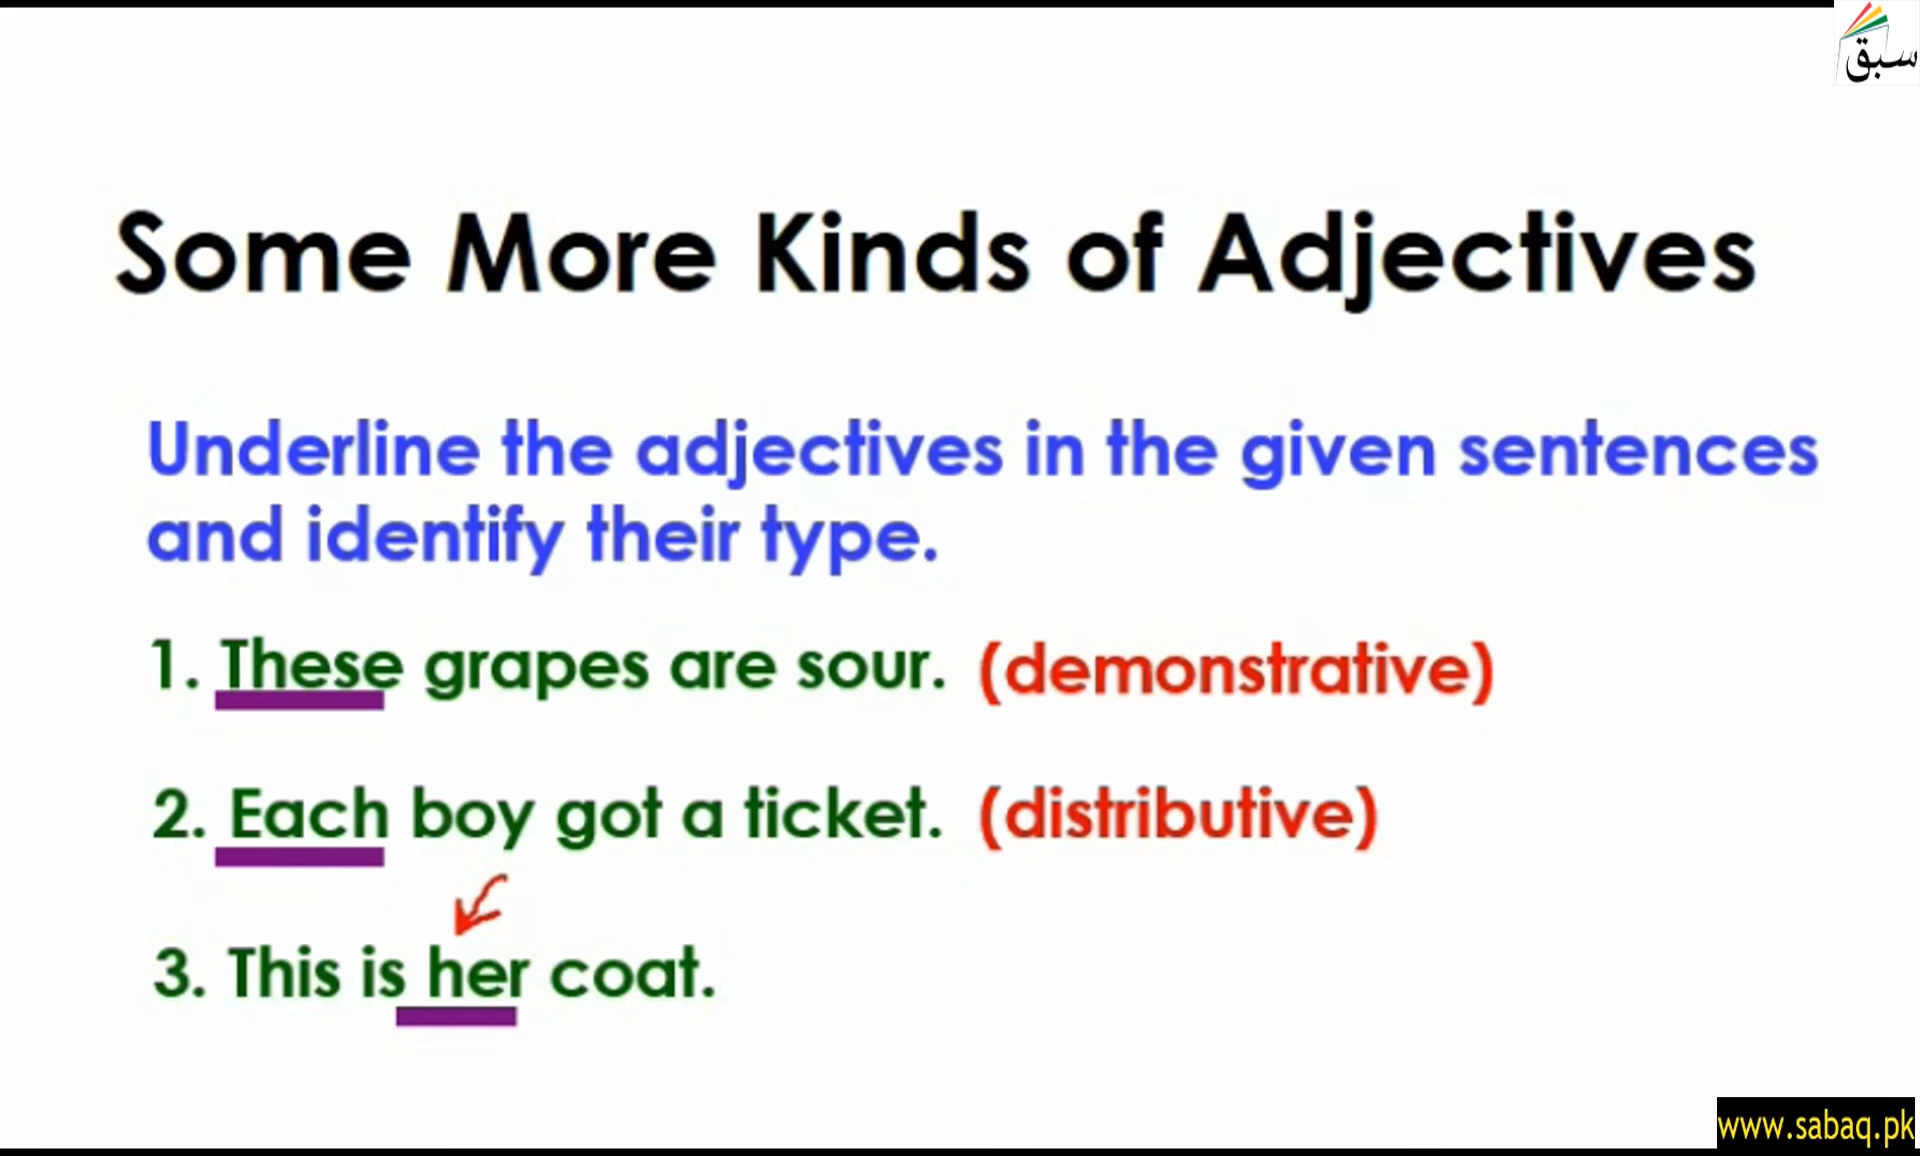 سبق
Some More Kinds of Adjectives
Underline the adjectives in the given sentences
and identify their type.
1. These grapes are sour. (demonstrative)
2. Each boy got a ticket. (distributive)
3. This is her coat.
www.sabaq.pk